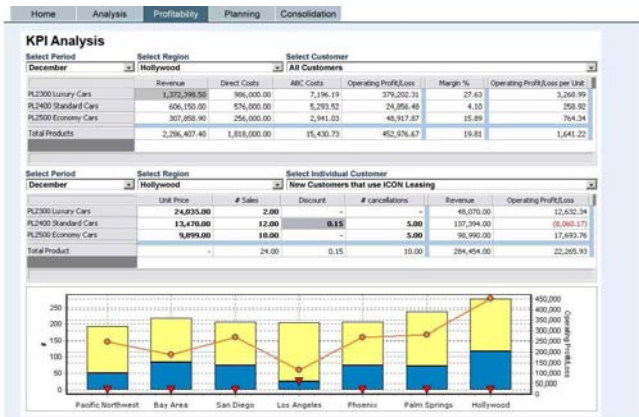 Home Analysis Profitability Planning Consolidation
KPI Analysis
Select Period Select Region Select Customer
December Hollywood All Customers
Revenue Direct Costs ABC Costs Operating Profit/Loss Margin % Operating Profit/Loss per Unit
PL2300 Luxury Cars 1,372,398.50 986,000.00 7,196.19 379,202.31 27.63 3,268.99
PL2400 Standard Cars 606,150.00 576,000.00 5,293.52 24,856.48 4.10 258.92
PL2500 Economy Cars 307,858.90 256,000.00 2,941.03 48,917.87 15.89 764.34
Total Products 2,286,407.40 1,818,000.00 15,430.73 452,976.67 19.81 1,641.22
Select Period Select Region Select Individual Customer
December Hollywood New Customers that use ICON Leasing
Unit Price # Sales Discount # cancellations Revenue Operating Profit/Loss
PL2300 Luxury Cars 24,035.00 2.00 - - 48,070.00 12,632.34
PL2400 Standard Cars 13,470.00 12.00 0.15 5.00 137,394.00 (8,060.17)
PL2500 Economy Cars 9,899.00 10.00 - 5.00 98,990.00 17,693.76
Total Product - 24.00 0.15 10.00 284,454.00 22,265.93
250 450,000
200 400,000
150 350,000
100 300,000
50 250,000
0 200,000
150,000
100,000
50,000
0
# Operating Profit/Loss
Pacific Northwest Bay Area San Diego Los Angeles Phoenix Palm Springs Hollywood